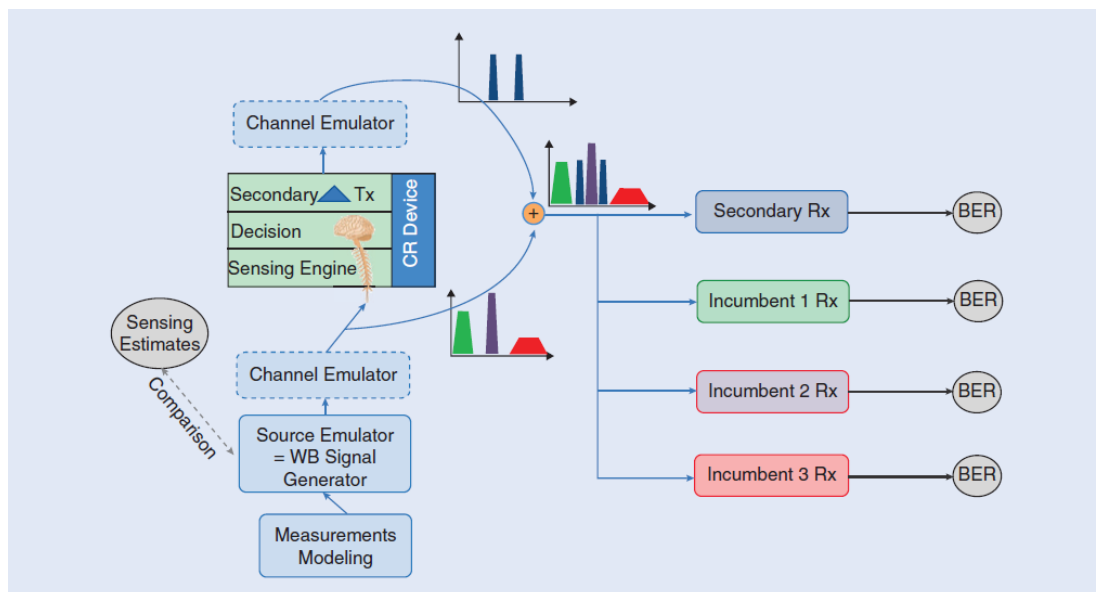 Channel Emulator
Secondary Tx
Decision
Sensing Engine
CR Device
+
Sensing
Estimates
Comparison
Channel Emulator
Source Emulator
= WB Signal
Generator
Measurements
Modeling
Secondary Rx
BER
Incumbent 1 Rx
BER
Incumbent 2 Rx
BER
Incumbent 3 Rx
BER